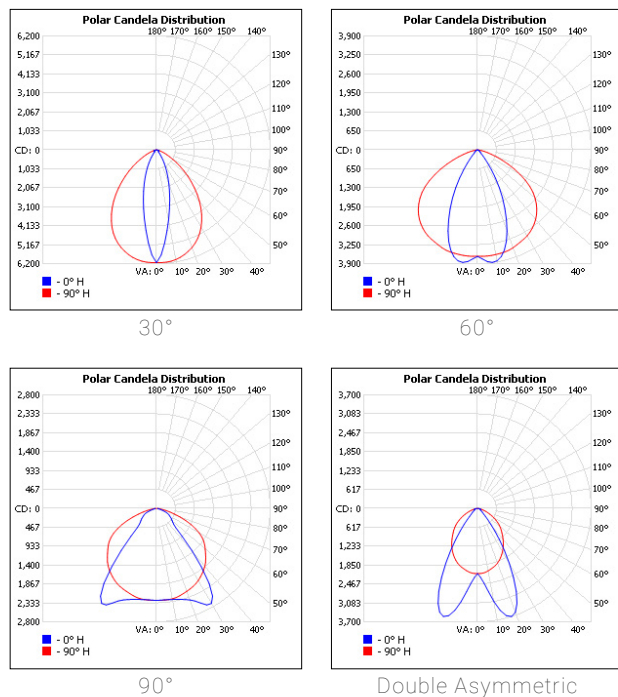 Polar Candela Distribution
6,200 180° 170° 160° 140°
5,167 130°
4,133 120°
3,100 110°
2,067
1,033 100°
CD: 0 90°
1,033 80°
2,067 70°
3,100 60°
4,133
5,167 50°
6,200 VA: 0° 10° 20° 30° 40°
- 0° H
- 90° H
30°
Polar Candela Distribution
3,900 180° 170° 160° 140°
3,250 130°
2,600 120°
1,950 110°
1,300
650 100°
CD: 0 90°
650 80°
1,300 70°
1,950 60°
2,600
3,250 50°
3,900 VA: 0° 10° 20° 30° 40°
- 0° H
- 90° H
60°
Polar Candela Distribution
2,800 180° 170° 160° 140°
2,333 130°
1,867 120°
1,400 110°
933
467 100°
CD: 0 90°
467 80°
933 70°
1,400 60°
1,867
2,333 50°
2,800 VA: 0° 10° 20° 30° 40°
- 0° H
- 90° H
90°
Polar Candela Distribution
3,700 180° 170° 160° 140°
3,083 130°
2,467 120°
1,850 110°
1,233
617 100°
CD: 0 90°
617 80°
1,233 70°
1,850 60°
2,467
3,083 50°
3,700 VA: 0° 10° 20° 30° 40°
- 0° H
- 90° H
Double Asymmetric